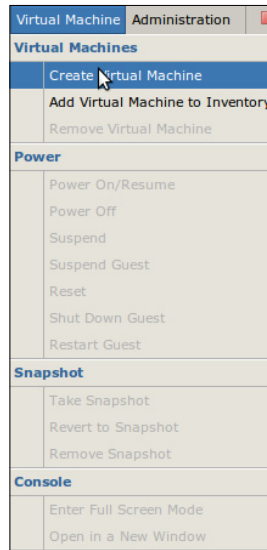 Virtual Machine Administration
Virtual Machines
Create Virtual Machine
Add Virtual Machine to Inventory
Remove Virtual Machine
Power
Power On/Resume
Power Off
Suspend
Suspend Guest
Reset
Shut Down Guest
Restart Guest
Snapshot
Take Snapshot
Revert to Snapshot
Remove Snapshot
Console
Enter Full Screen Mode
Open in a New Window